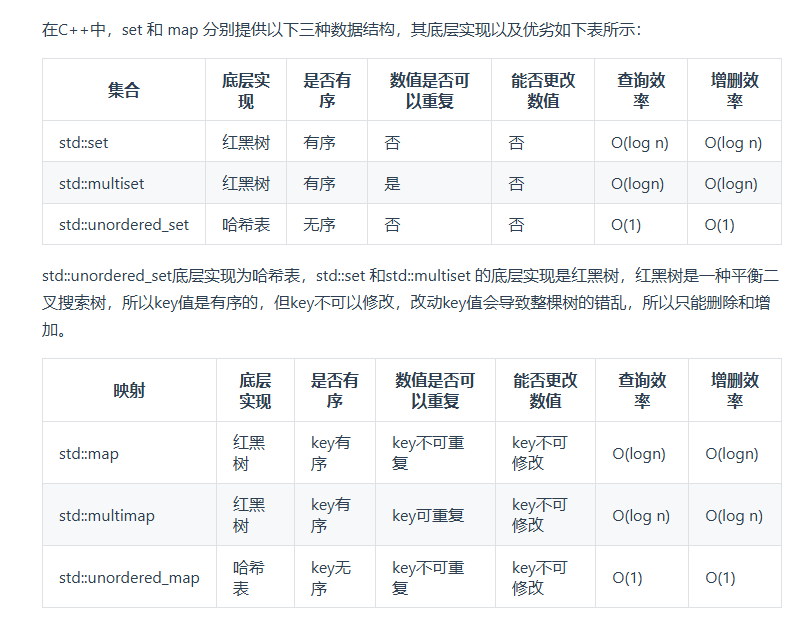 在C++中，set 和 map 分别提供以下三种数据结构，其底层实现以及优劣如下表所示：
集合 底层实现 是否有序 数值是否可以重复 能否更改数值 查询效率 增删效率
std::set 红黑树 有序 否 否 O(log n) O(log n)
std::multiset 红黑树 有序 是 否 O(logn) O(logn)
std::unordered_set 哈希表 无序 否 否 O(1) O(1)
std::unordered_set底层实现为哈希表，std::set 和std::multiset 的底层实现是红黑树，红黑树是一种平衡二
叉搜索树，所以key值是有序的，但key不可以修改，改动key值会导致整棵树的错乱，所以只能删除和增
加。
映射 底层实现 是否有序 数值是否可以重复 能否更改数值 查询效率 增删效率
std::map 红黑树 key有序 key不可重复 key不可修改 O(logn) O(logn)
std::multimap 红黑树 key有序 key可重复 key不可修改 O(log n) O(log n)
std::unordered_map 哈希表 key无序 key不可重复 key不可修改 O(1) O(1)